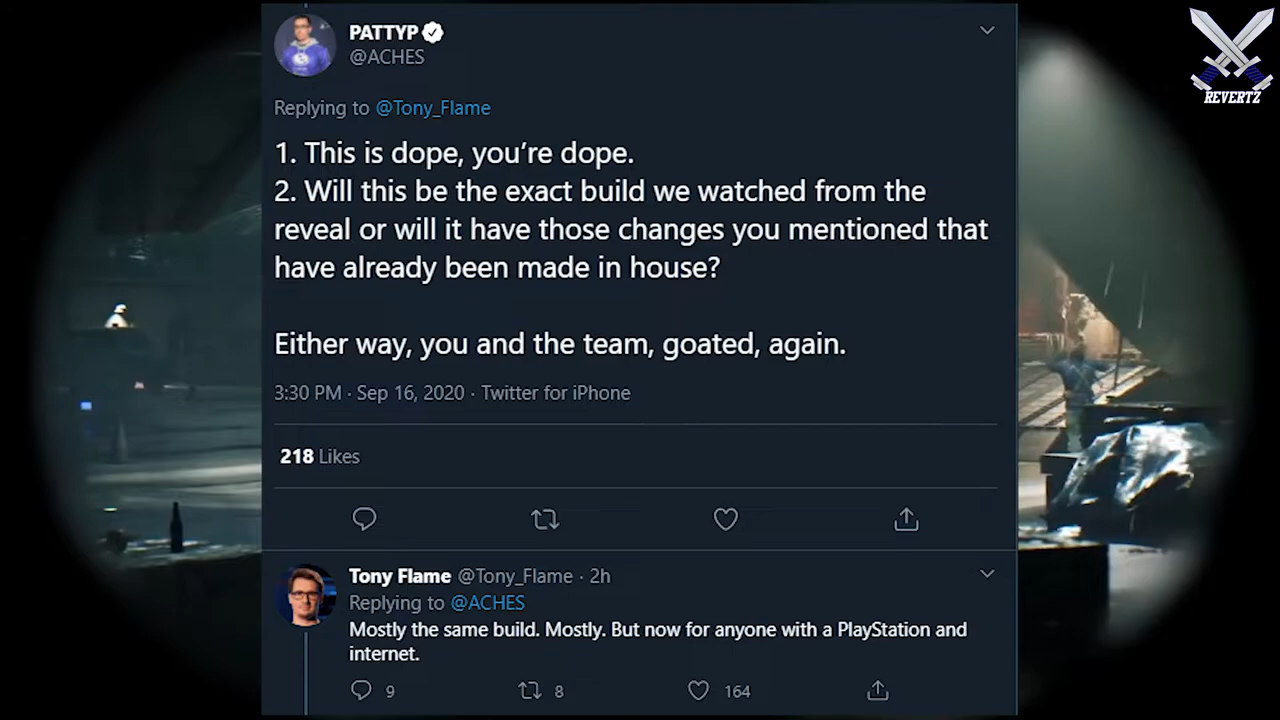 PATTYP
@ACHES
REVERTZ
Replying to @Tony_Flame
1. This is dope, you’re dope.
2. Will this be the exact build we watched from the
reveal or will it have those changes you mentioned that
have already been made in house?
Either way, you and the team, goated, again.
3:30 PM · Sep 16, 2020 · Twitter for iPhone
218 Likes
Tony Flame @Tony_Flame · 2h
Replying to @ACHES
Mostly the same build. Mostly. But now for anyone with a PlayStation and
internet.
9 8 164